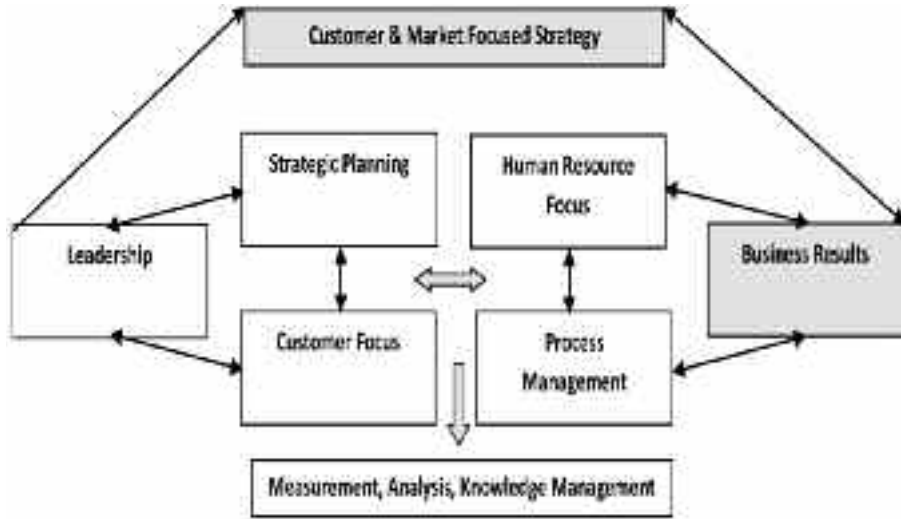 Customer & Market Focused Strategy
Strategic Planning
Human Resource
Focus
Leadership
Business Results
Customer Focus
Process
Management
Measurement, Analysis, Knowledge Management